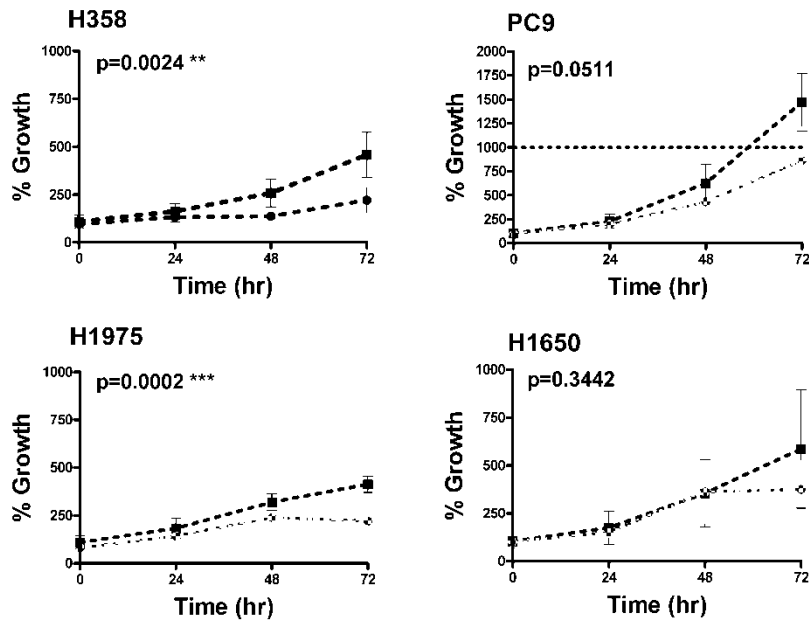 H358
p=0.0024 **
% Growth
1000
750
500
250
0
0 24 48 72
Time (hr)
PC9
p=0.0511
% Growth
2000
1750
1500
1250
1000
750
500
250
0
0 24 48 72
Time (hr)
H1975
p=0.0002 ***
% Growth
1000
750
500
250
0
0 24 48 72
Time (hr)
H1650
p=0.3442
% Growth
1000
750
500
250
0
0 24 48 72
Time (hr)